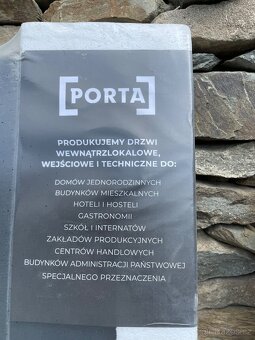 [PORTA]
PRODUKUJEMY DRZWI
WEWNĄTRZLOKALOWE,
WEJŚCIOWE I TECHNICZNE DO:
DOMÓW JEDNORODZINNYCH
BUDYNKÓW MIESZKALNYCH
HOTELI I HOSTELI
GASTRONOMII
SZKÓŁ I INTERNATÓW
ZAKŁADÓW PRODUKCYJNYCH
CENTRÓW HANDLOWYCH
BUDYNKÓW ADMINISTRACJI PAŃSTWOWEJ
SPECJALNEGO PRZEZNACZENIA